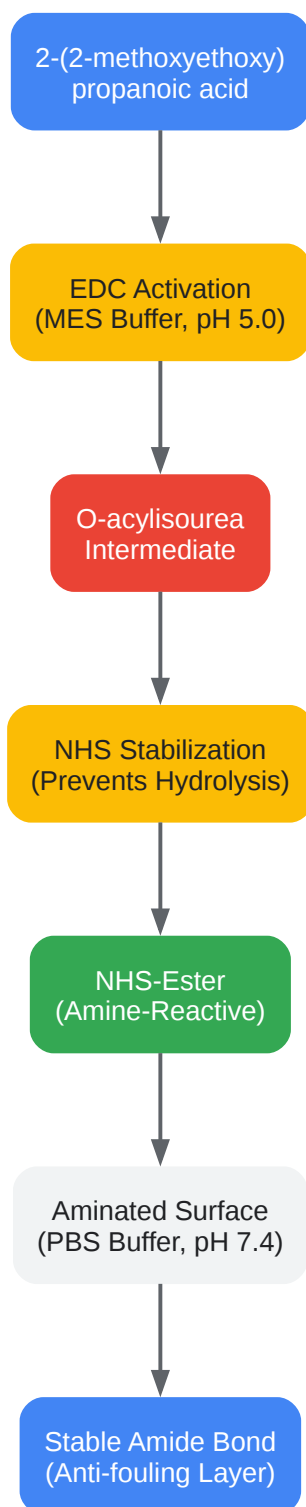 2-(2-methoxyethoxy)
propanoic acid
EDC Activation
(MES Buffer, pH 5.0)
O-acylisourea
Intermediate
NHS Stabilization
(Prevents Hydrolysis)
NHS-Ester
(Amine-Reactive)
Aminated Surface
(PBS Buffer, pH 7.4)
Stable Amide Bond
(Anti-fouling Layer)